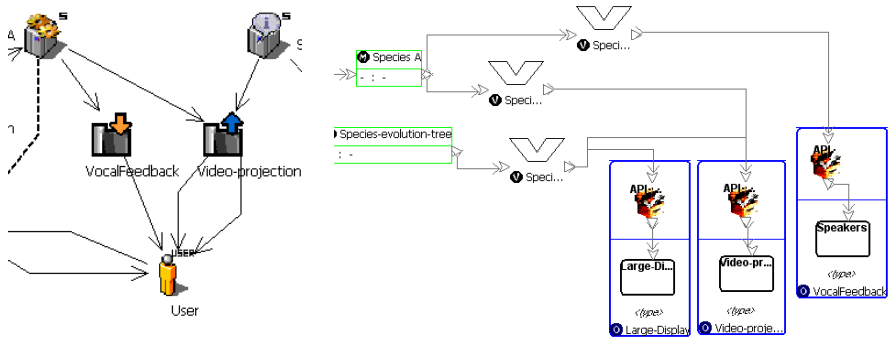 S
S
A
S
n
VocalFeedback
Video-projection
USER
User
V Speci...
M Species A
- : -
V Speci...
Species-evolution-tree
: -
V Speci...
API
API
API
Speakers
Large-Di...
Video-pr...
<type>
<type>
<type>
O VocalFeedback
O Large-Display
O Video-proje...